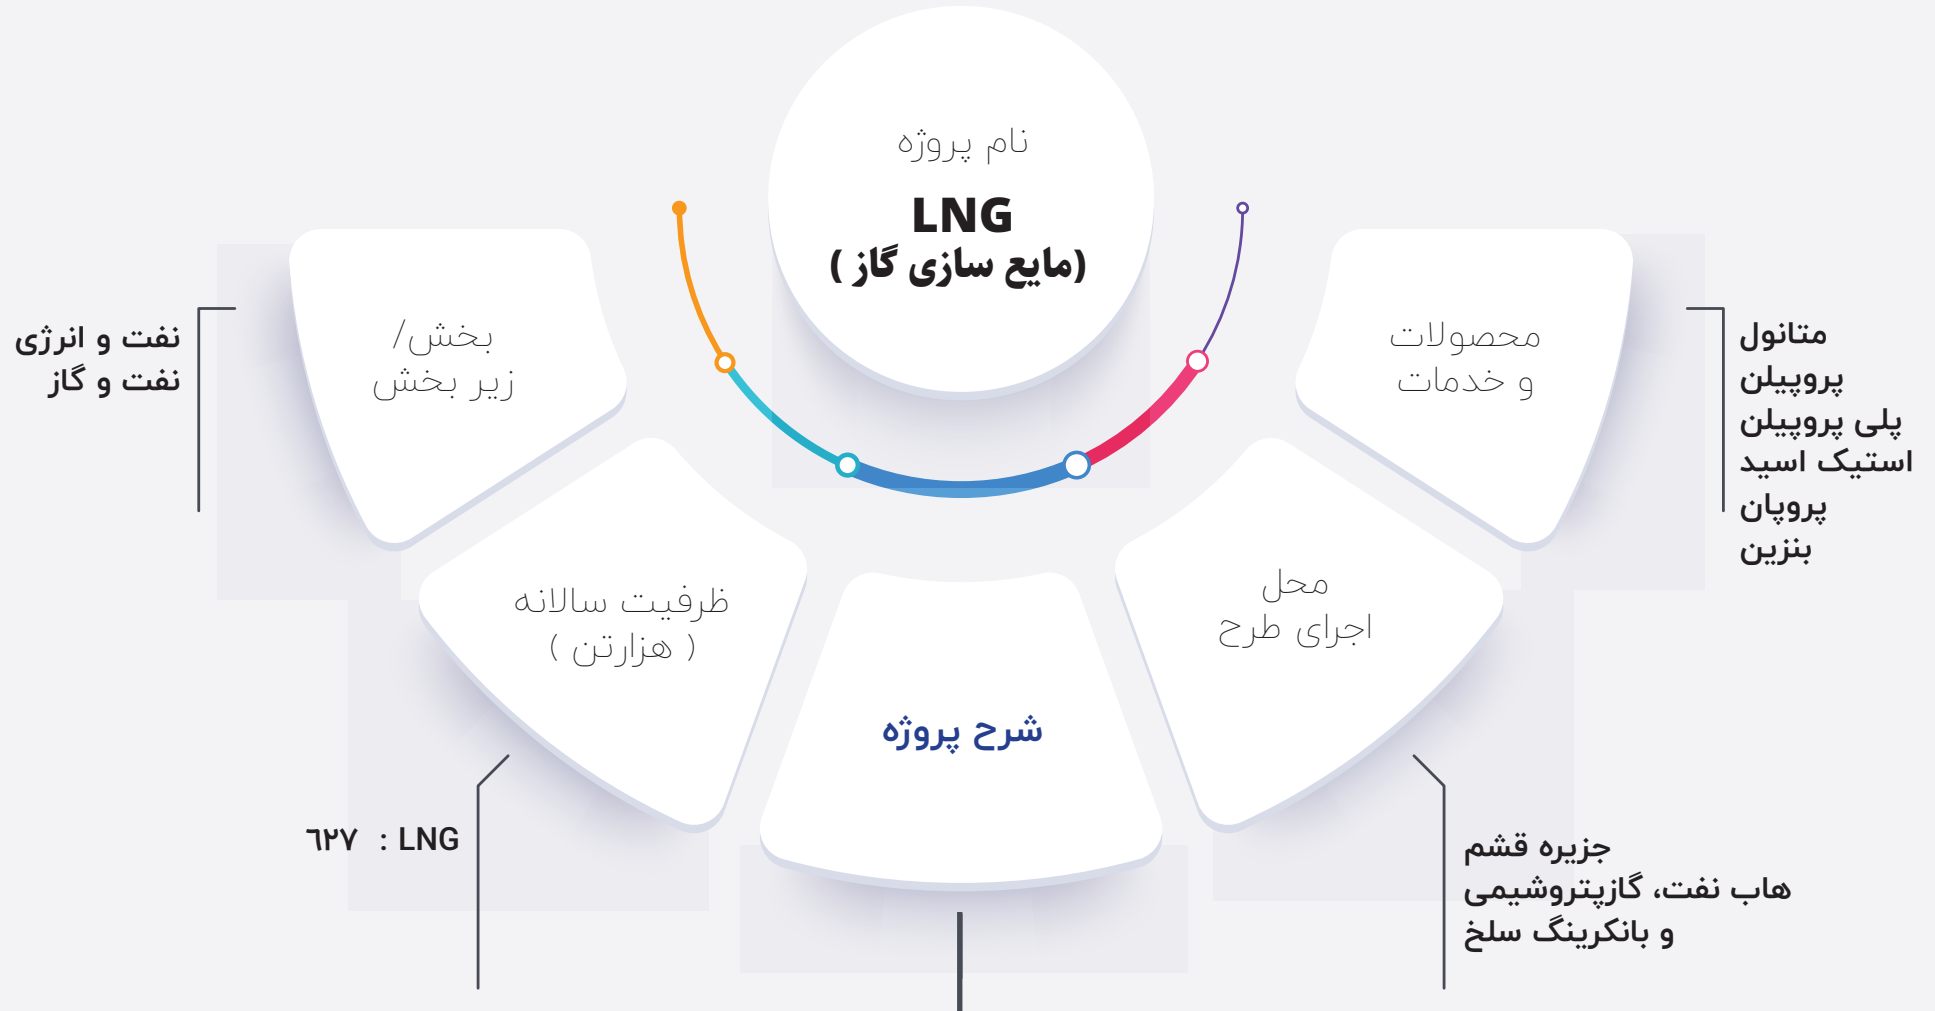 نام پروژه
LNG
(مایع سازی گاز )
محصولات
و خدمات
متانول
پروپیلن
پلی پروپیلن
استیک اسید
پروپان
بنزین
محل
اجرای طرح
جزیره قشم
هاب نفت، گازپتروشیمی
و بانکرینگ سلخ
شرح پروژه
ظرفیت سالانه
( هزارتن )
LNG : ٦٢٧
بخش/
زیر بخش
نفت و انرژی
نفت و گاز